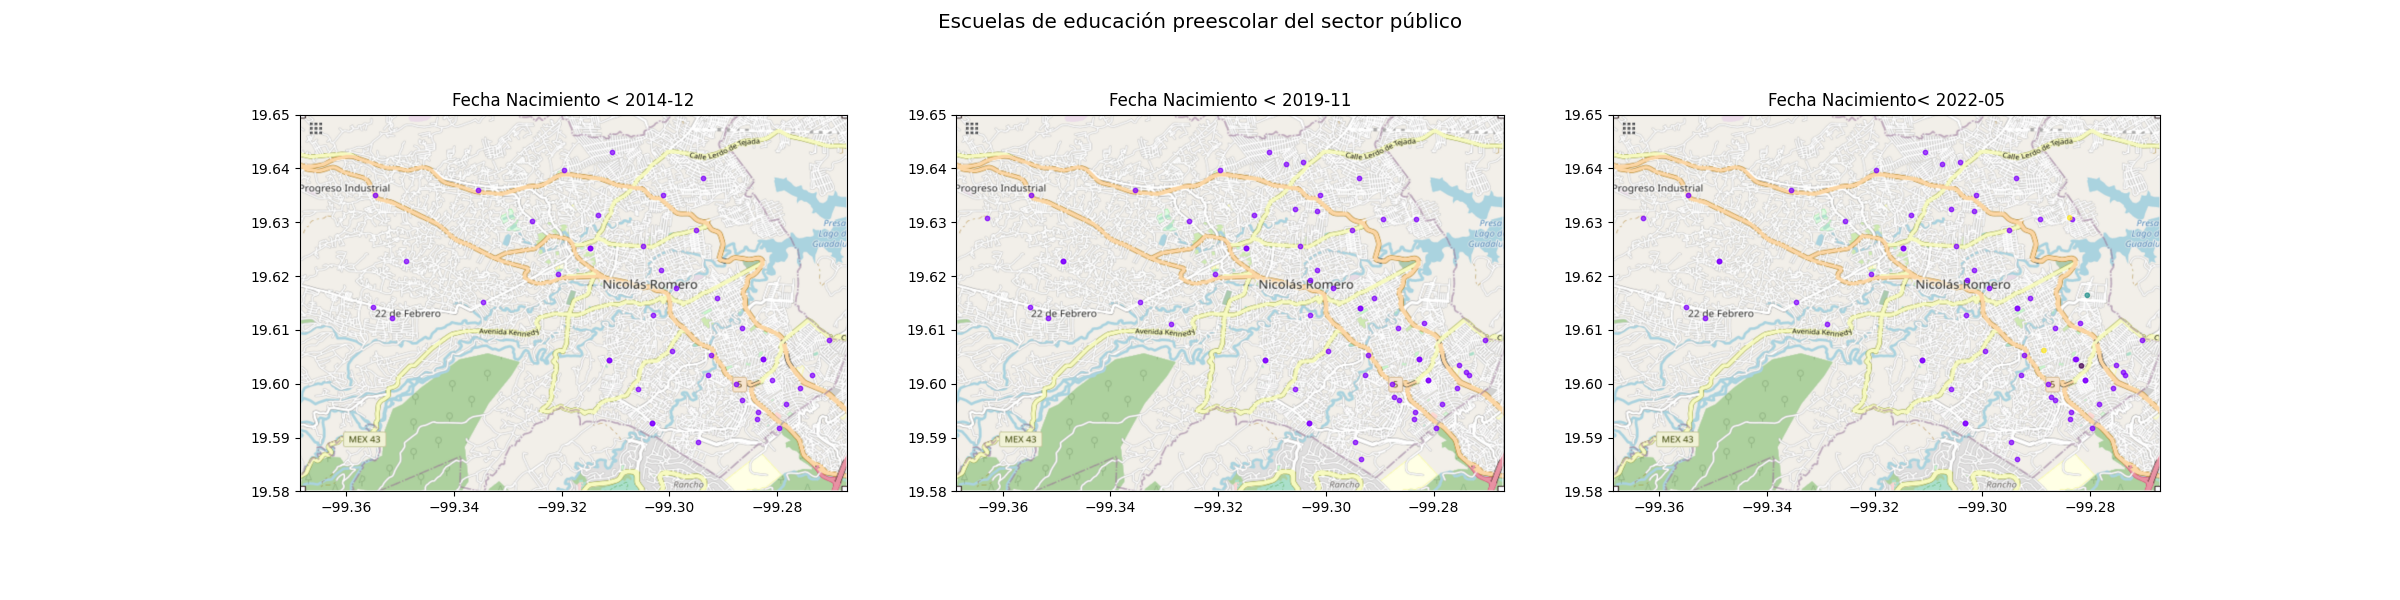 Escuelas de educación preescolar del sector público
Fecha Nacimiento < 2014-12
19.65
19.64
19.63
19.62
19.61
19.60
19.59
19.58
−99.36
−99.34
−99.32
−99.30
−99.28
Calle Lerdo de Tejada
Progreso Industrial
Presa
Lago d
Guadalu
Nicolás Romero
22 de Febrero
Avenida Kennedy
MEX 43
Rancho
Fecha Nacimiento < 2019-11
19.65
19.64
19.63
19.62
19.61
19.60
19.59
19.58
−99.36
−99.34
−99.32
−99.30
−99.28
Calle Lerdo de Tejada
Progreso Industrial
Presa
Lago d
Guadalu
Nicolás Romero
22 de Febrero
Avenida Kennedy
MEX 43
Rancho
Fecha Nacimiento< 2022-05
19.65
19.64
19.63
19.62
19.61
19.60
19.59
19.58
−99.36
−99.34
−99.32
−99.30
−99.28
Calle Lerdo de Tejada
Progreso Industrial
Presa
Lago d
Guadalu
Nicolás Romero
22 de Febrero
Avenida Kennedy
MEX 43
Rancho